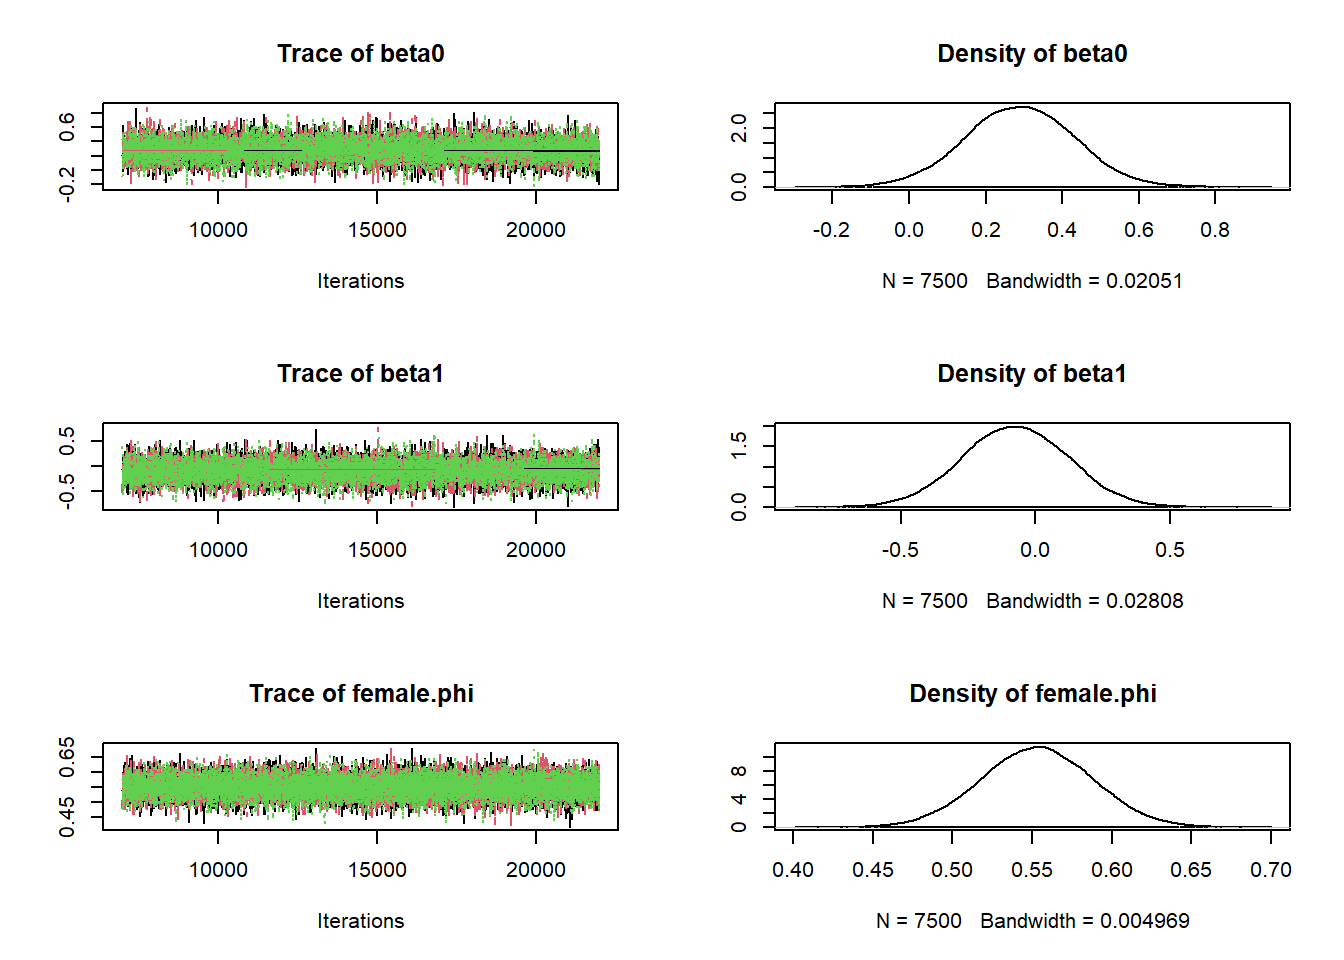 Trace of beta0
0.6
-0.2
10000 15000 20000
Iterations
Density of beta0
2.0
0.0
-0.2 0.0 0.2 0.4 0.6 0.8
N = 7500 Bandwidth = 0.02051
Trace of beta1
0.5
-0.5
10000 15000 20000
Iterations
Density of beta1
1.5
0.0
-0.5 0.0 0.5
N = 7500 Bandwidth = 0.02808
Trace of female.phi
0.65
0.45
10000 15000 20000
Iterations
Density of female.phi
8
4
0
0.40 0.45 0.50 0.55 0.60 0.65 0.70
N = 7500 Bandwidth = 0.004969